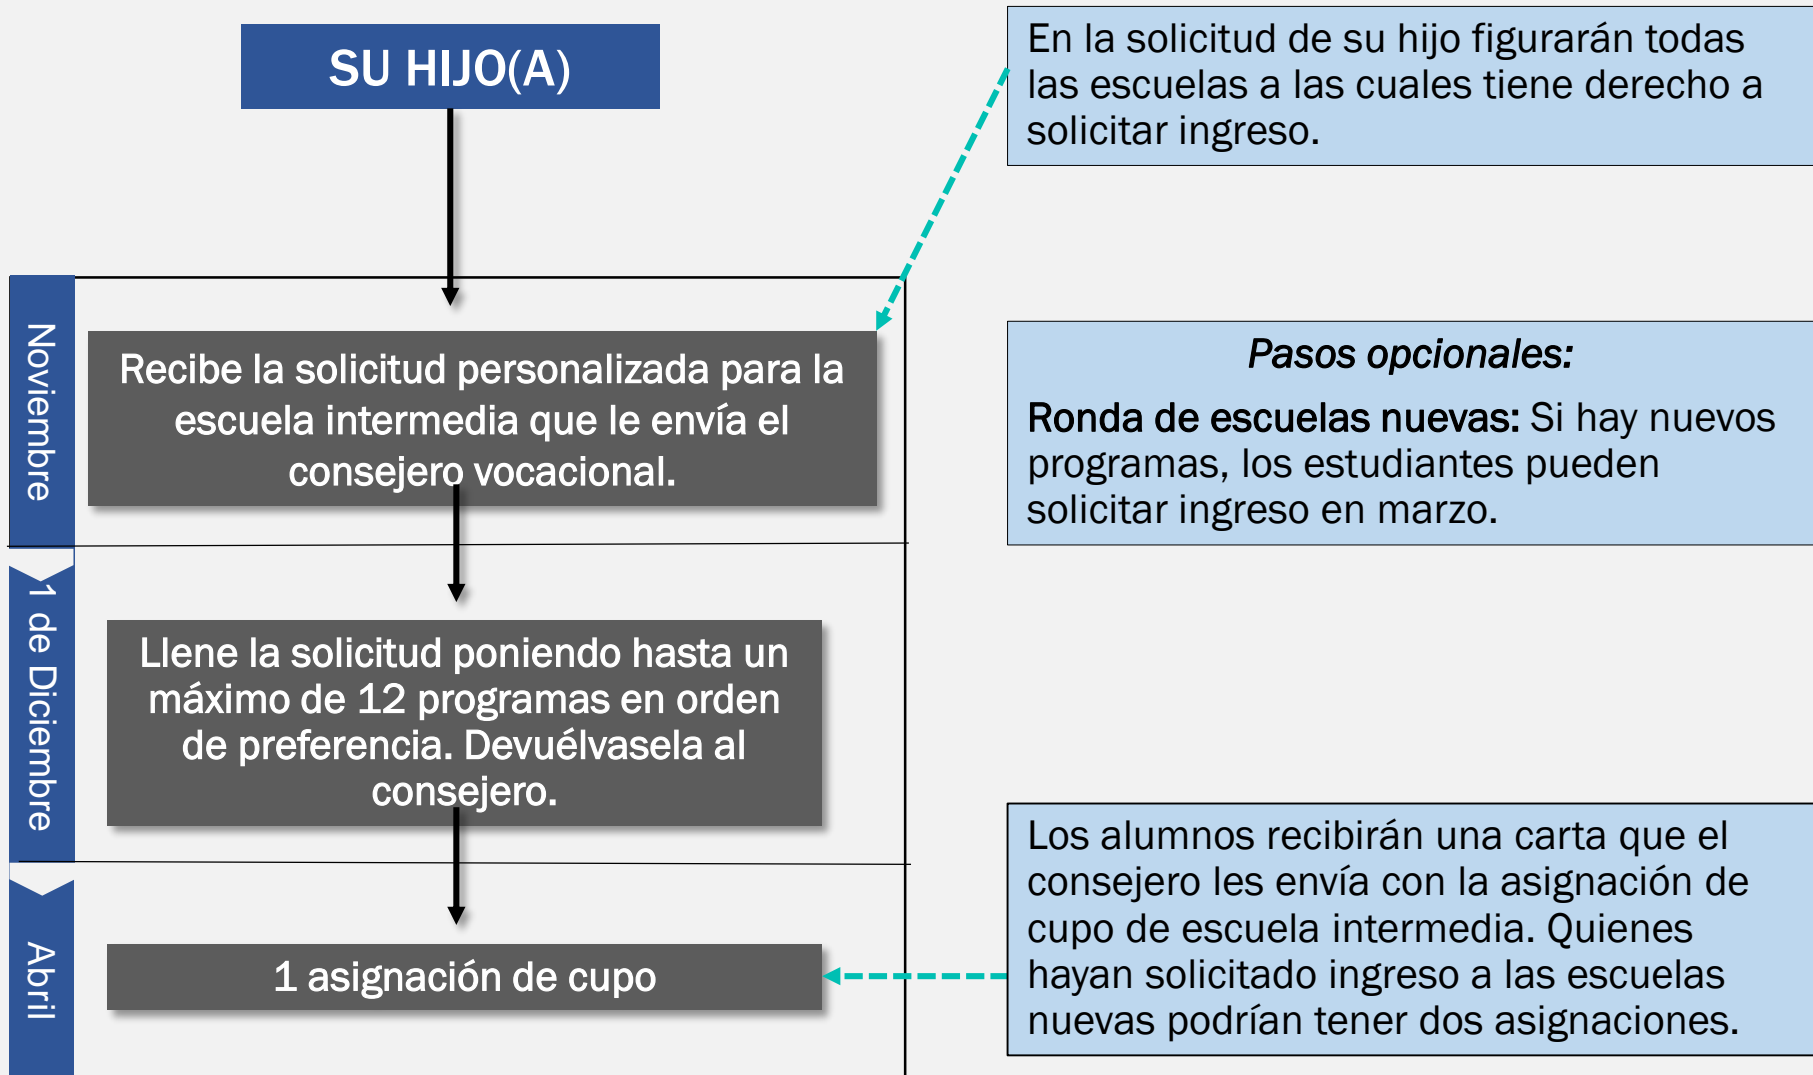 SU HIJO(A)
En la solicitud de su hijo figurarán todas
las escuelas a las cuales tiene derecho a
solicitar ingreso.
Noviembre
Recibe la solicitud personalizada para la
escuela intermedia que le envía el
consejero vocacional.
Pasos opcionales:
Ronda de escuelas nuevas: Si hay nuevos
programas, los estudiantes pueden
solicitar ingreso en marzo.
1 de Diciembre
Llene la solicitud poniendo hasta un
máximo de 12 programas en orden
de preferencia. Devuélvasela al
consejero.
Abril
1 asignación de cupo
Los alumnos recibirán una carta que el
consejero les envía con la asignación de
cupo de escuela intermedia. Quienes
hayan solicitado ingreso a las escuelas
nuevas podrían tener dos asignaciones.